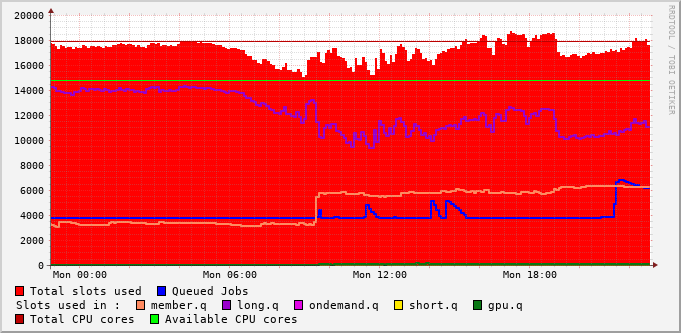 20000
18000
16000
14000
12000
10000
8000
6000
4000
2000
0
Mon 00:00 Mon 06:00 Mon 12:00 Mon 18:00
RRDTOOL / TOBI OETIKER
Total slots used Queued Jobs
Slots used in : member.q long.q ondemand.q short.q gpu.q
Total CPU cores Available CPU cores